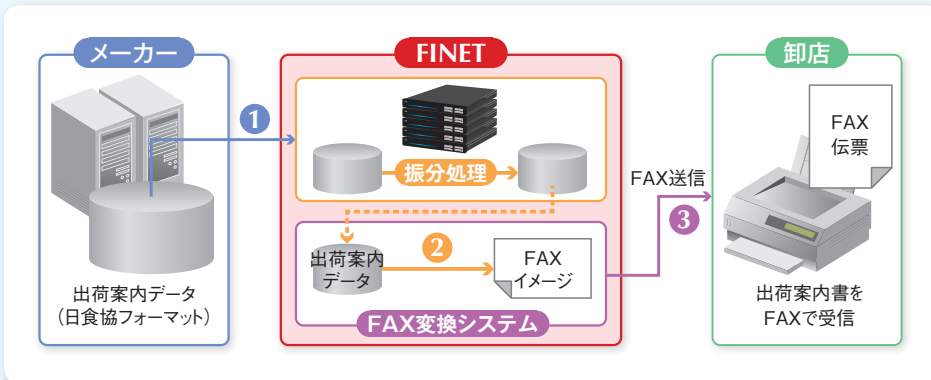 メーカー
出荷案内データ
（日食協フォーマット）
1
FINET
振分処理
出荷案内
データ
2
FAX
イメージ
FAX変換システム
FAX送信
3
卸店
FAX
伝票
出荷案内書を
FAXで受信